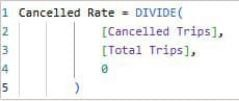 1 Cancelled Rate = DIVIDE(
2 [Cancelled Trips],
3 [Total Trips],
4 0
5 )